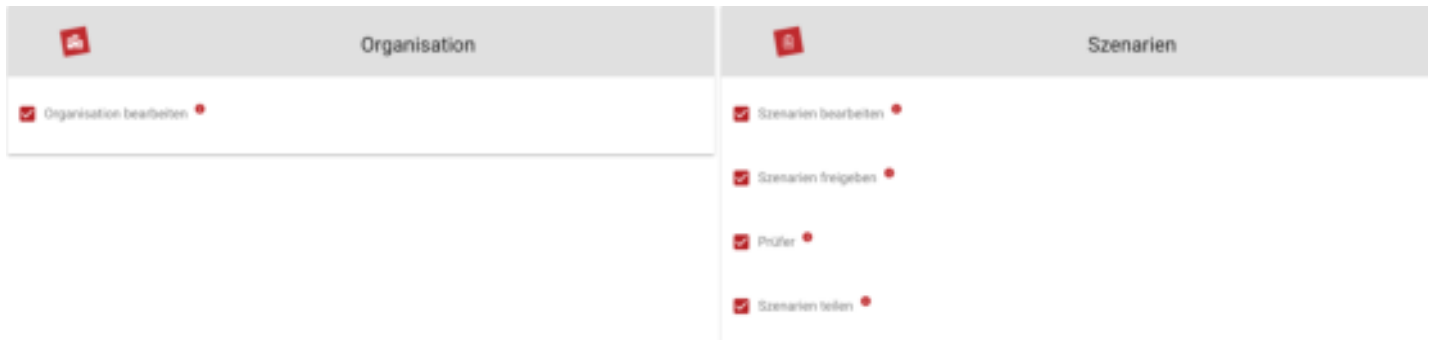 Organisation
Organisation bearbeiten
Szenarien
Szenarien bearbeiten
Szenarien freigeben
Prüfer
Szenarien teilen